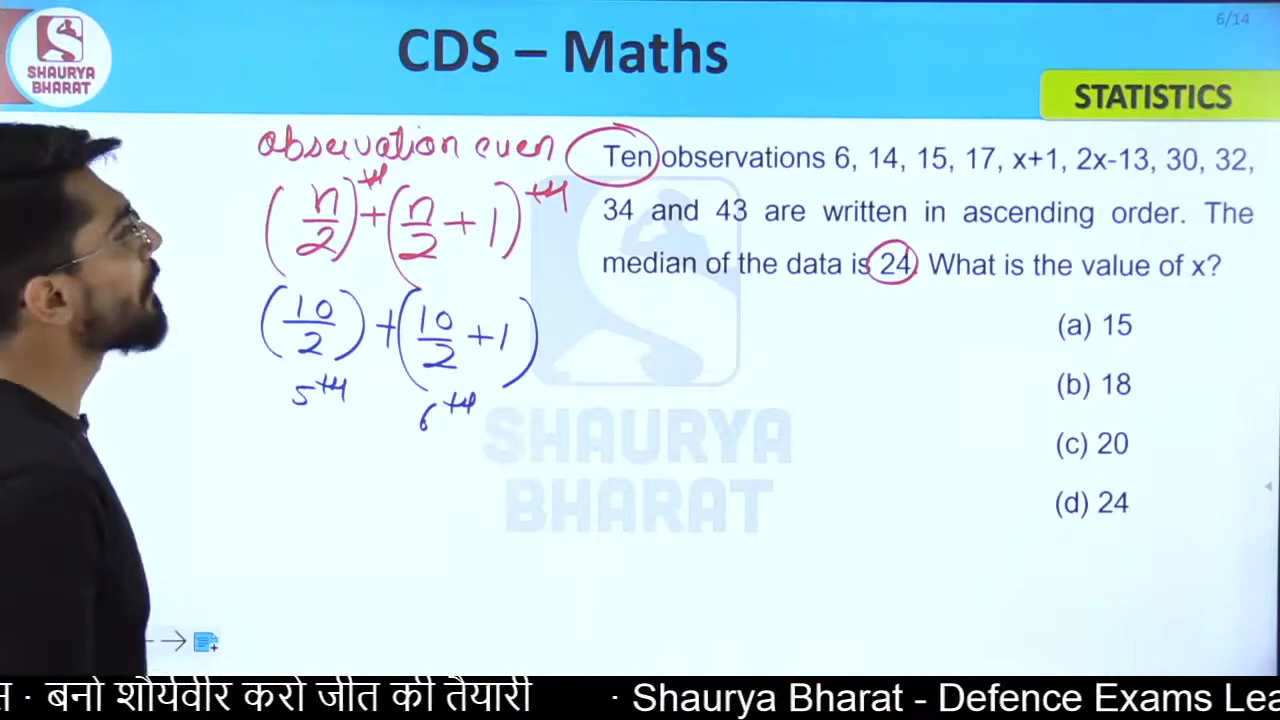 SHAURYA
BHARAT
CDS – Maths
6/14
STATISTICS
observation even
(n/2)th + (n/2 + 1)th
(10/2) + (10/2 + 1)
5th 6th
Ten observations 6, 14, 15, 17, x+1, 2x-13, 30, 32,
34 and 43 are written in ascending order. The
median of the data is 24. What is the value of x?
(a) 15
(b) 18
(c) 20
(d) 24
SHAURYA
BHARAT
· बनो शौर्यवीर करो जीत की तैयारी · Shaurya Bharat - Defence Exams Lea